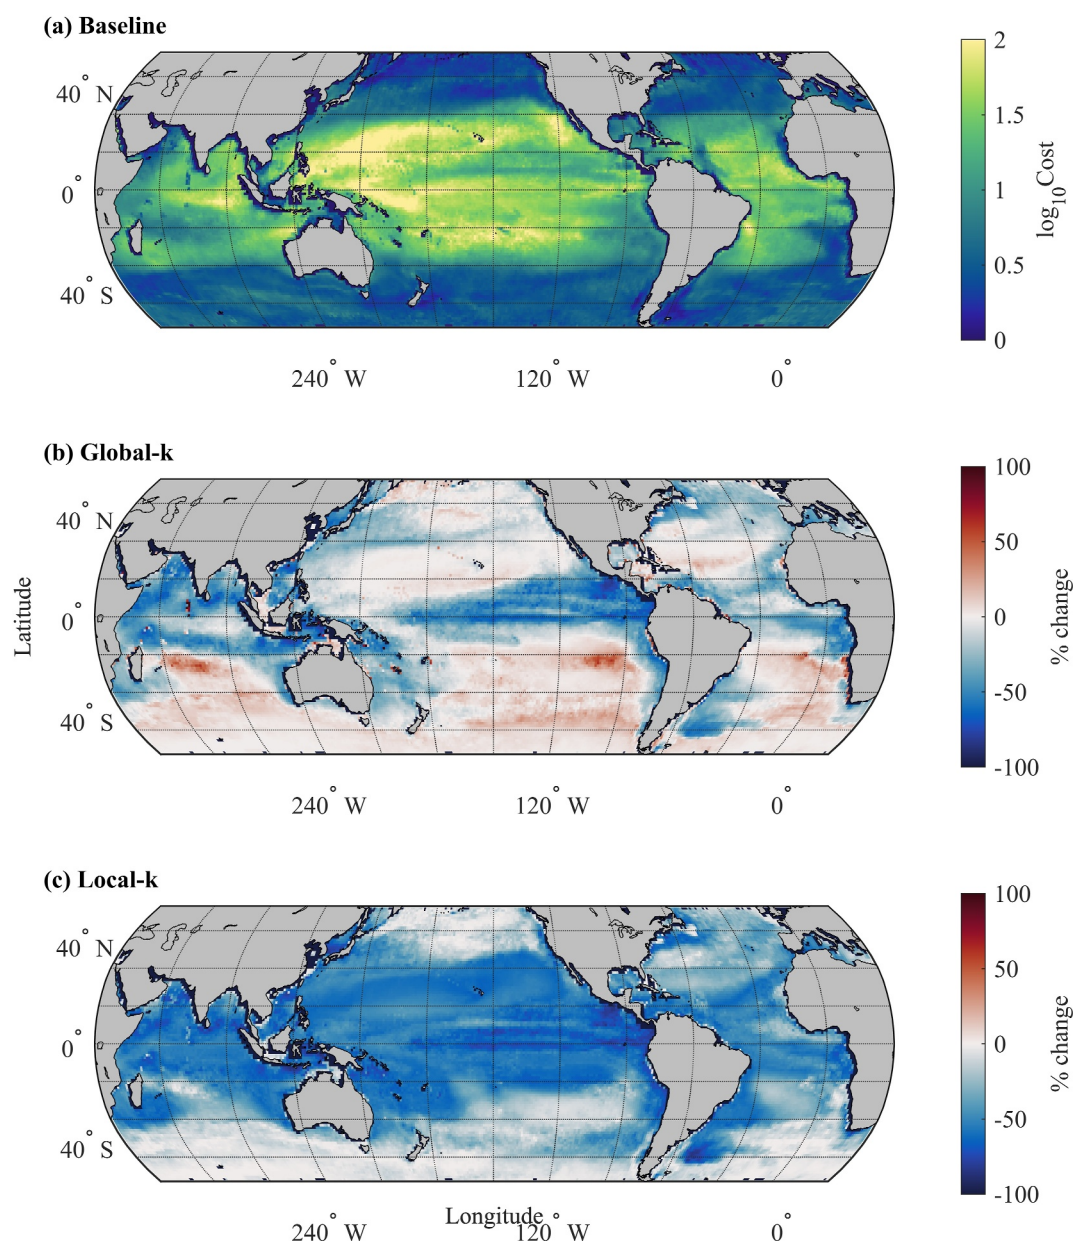 (a) Baseline
40° N
0°
40° S
240° W 120° W 0°
2
1.5
1
0.5
0
log10Cost
(b) Global-k
40° N
0°
40° S
Latitude
240° W 120° W 0°
100
50
0
-50
-100
% change
(c) Local-k
40° N
0°
40° S
Longitude
240° W 120° W 0°
100
50
0
-50
-100
% change